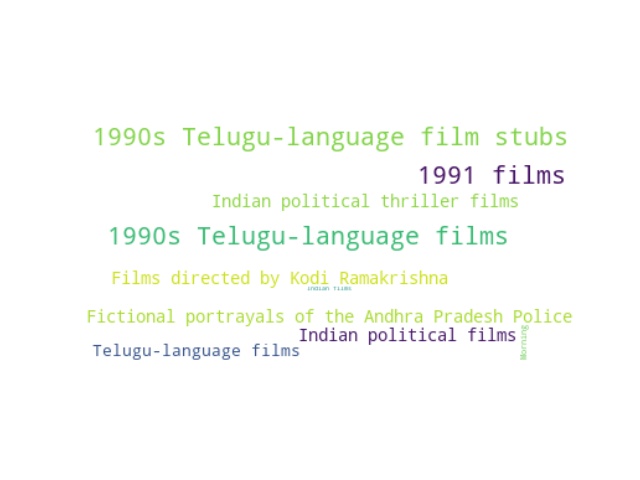 1990s Telugu-language film stubs
1991 films
Indian political thriller films
1990s Telugu-language films
Films directed by Kodi Ramakrishna
indian films
Fictional portrayals of the Andhra Pradesh Police
Indian political films
Morning
Telugu-language films